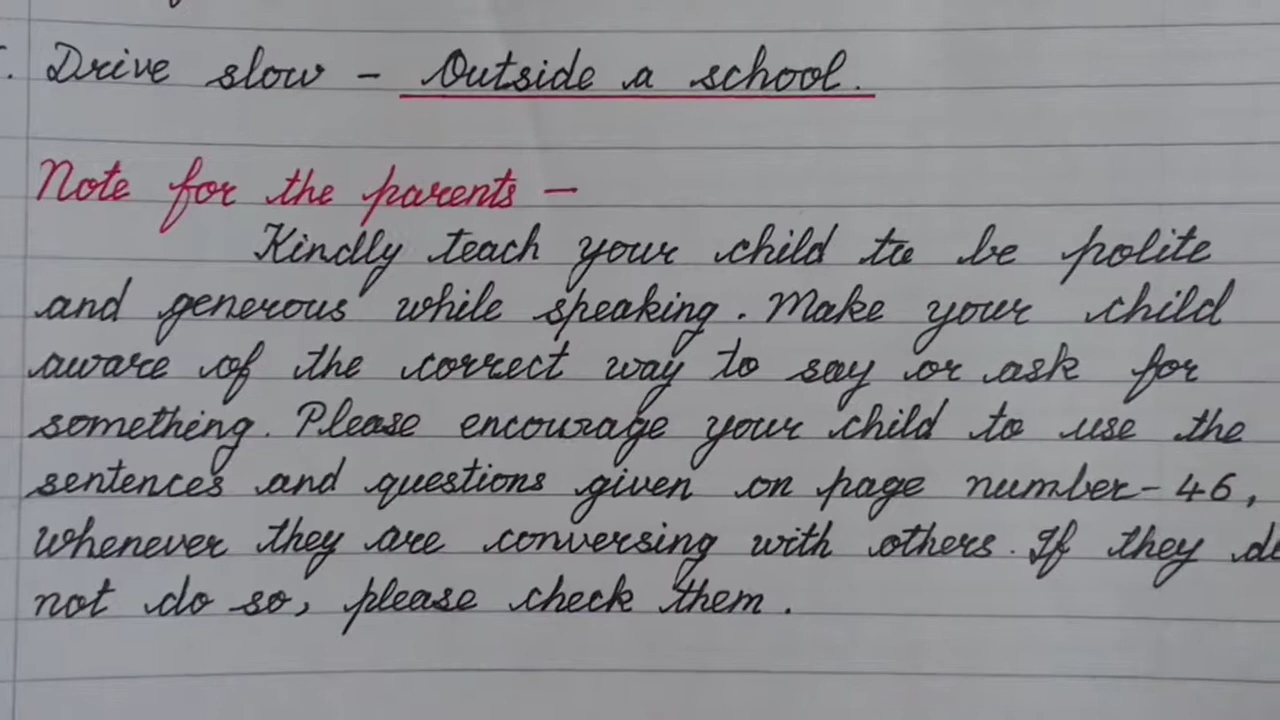 Drive slow - Outside a school.
Note for the parents -
Kindly teach your child to be polite
and generous while speaking. Make your child
aware of the correct way to say or ask for
something. Please encourage your child to use the
sentences and questions given on page number-46,
whenever they are conversing with others. If they do
not do so, please check them.